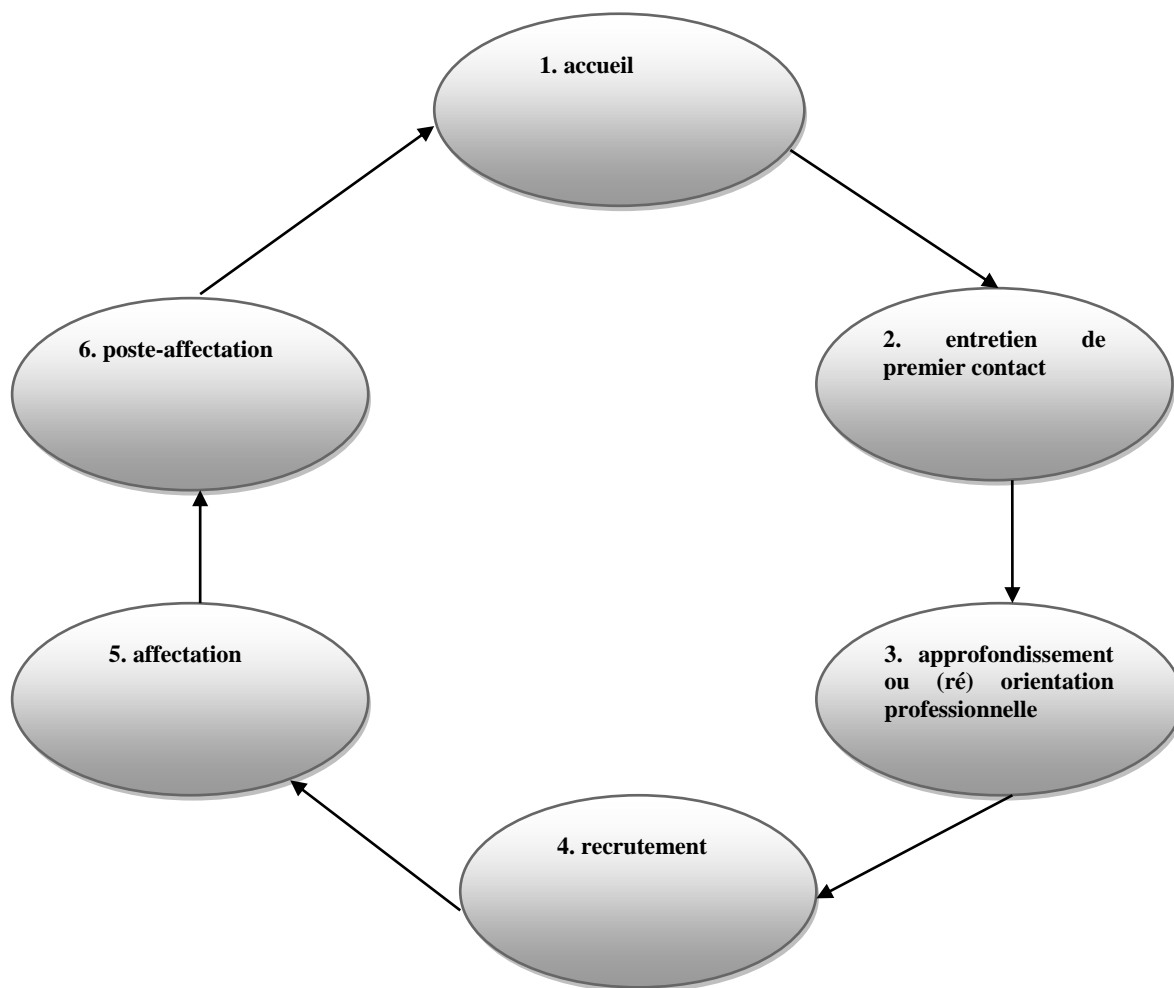 1. accueil
2. entretien de
premier contact
3. approfondissement
ou (ré) orientation
professionnelle
4. recrutement
5. affectation
6. poste-affectation